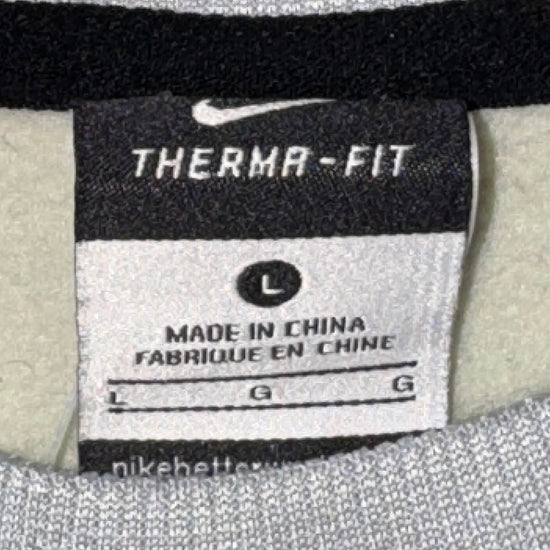 THERMA-FIT
L
MADE IN CHINA
FABRIQUE EN CHINE
L G G